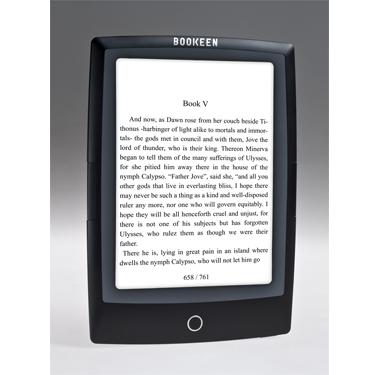 BOOKEEN
Book V
And now, as Dawn rose from her couch beside Ti-
thonus -harbinger of light alike to mortals and immor-
tals- the gods met in council and with them, Jove the
lord of thunder, who is their king. Thereon Minerva
began to tell them of the many sufferings of Ulysses,
for she pitied him away there in the house of the
nymph Calypso. “Father Jove”, said she, “and all you
other gods that live in everlasting bliss, I hope there
may never be such a thing as a kind and well-disposed
ruler any more, nor one who will govern equitably. I
hope they will be all henceforth cruel and unjust, for
there is not one of his subjects but has forgotten
Ulysses, who rulez them as though we were their
father.
There he is, lying in great pain in an island where
dwells the nymph Calypso, who will not let him go
658 / 761